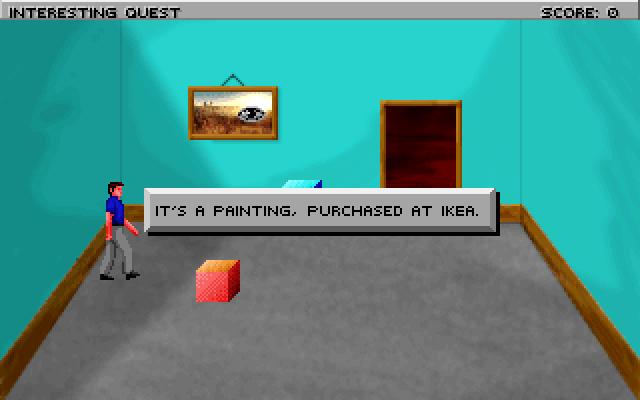 INTERESTING QUEST
SCORE: 0
IT'S A PAINTING, PURCHASED AT IKEA.